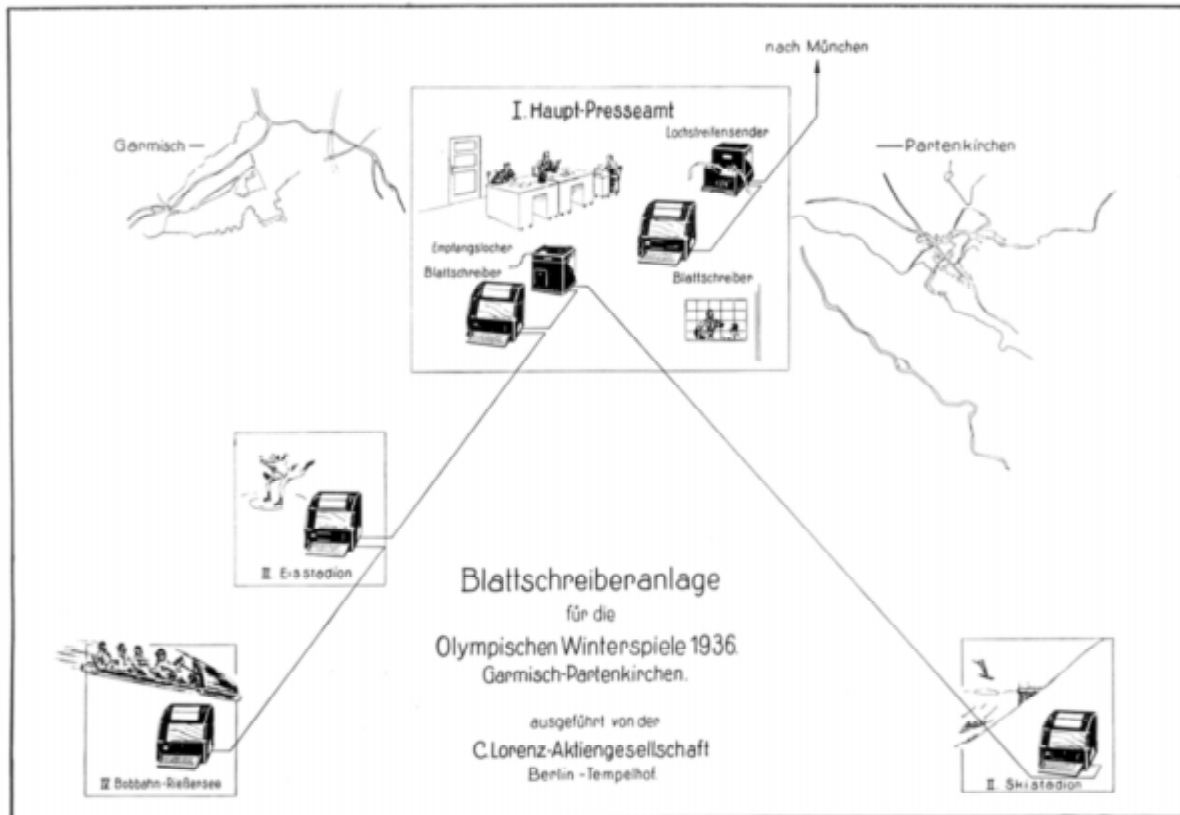 nach München
I. Haupt-Presseamt
Lochstreifensender
Garmisch
Partenkirchen
Empfangslocher
Blattschreiber
Blattschreiber
III. Eisstadion
Blattschreiberanlage
für die
Olympischen Winterspiele 1936.
Garmisch-Partenkirchen.
ausgeführt von der
C. Lorenz-Aktiengesellschaft
Berlin-Tempelhof.
IV Bobbahn-Rießersee
II. Skistadion